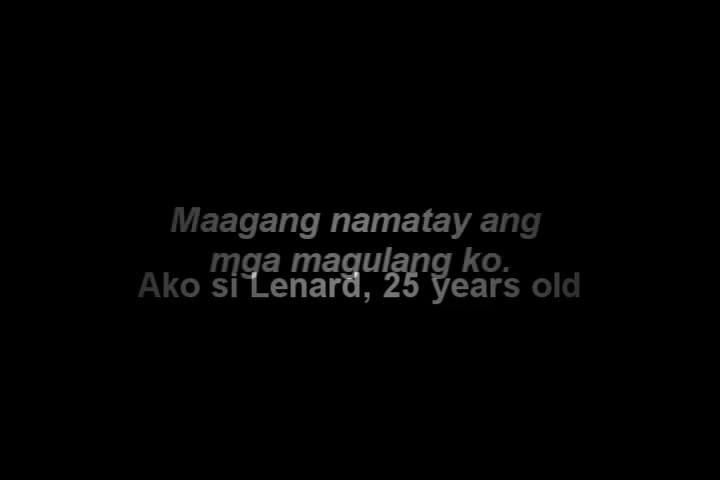 Maagang namatay ang
mga magulang ko.
Ako si Lenard, 25 years old